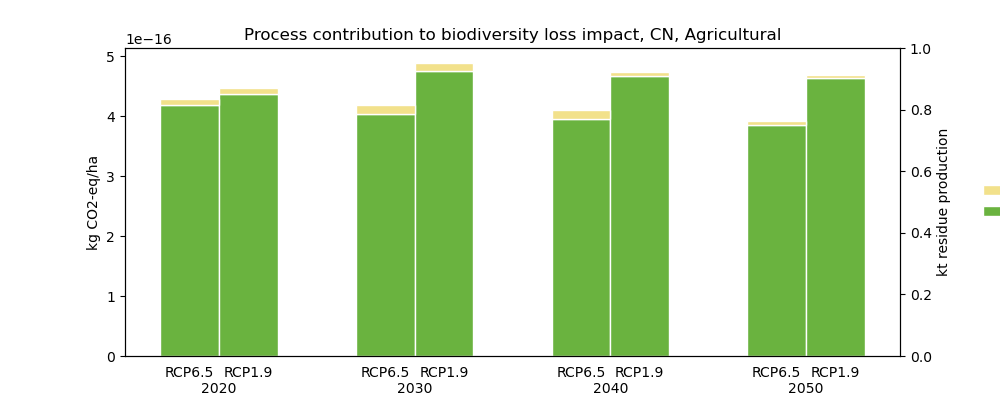 Process contribution to biodiversity loss impact, CN, Agricultural
1e−16
5
4
3
2
1
0
kg CO2-eq/ha
1.0
0.8
0.6
0.4
0.2
0.0
kt residue production
RCP6.5 RCP1.9 RCP6.5 RCP1.9 RCP6.5 RCP1.9 RCP6.5 RCP1.9
2020 2030 2040 2050